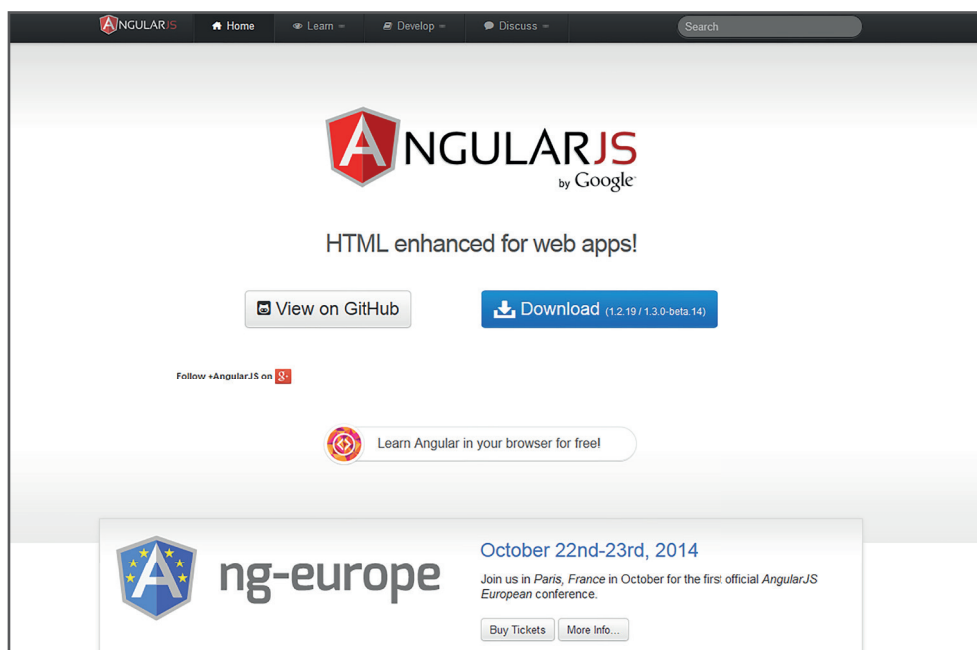 ANGULARJS Home Learn Develop Discuss Search
ANGULARJS
by Google
HTML enhanced for web apps!
View on GitHub Download (1.2.19 / 1.3.0-beta.14)
Follow +AngularJS on g+
Learn Angular in your browser for free!
ng-europe
October 22nd-23rd, 2014
Join us in Paris, France in October for the first official AngularJS
European conference.
Buy Tickets More Info...